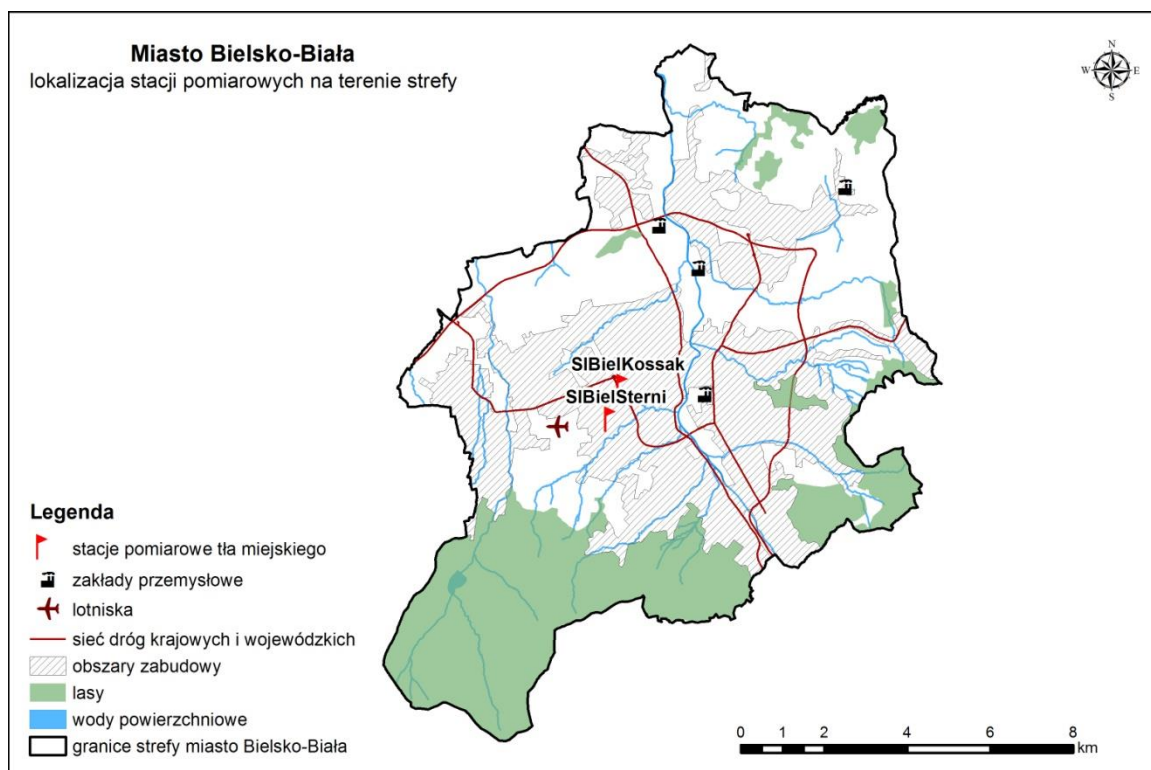 Miasto Bielsko-Biała
lokalizacja stacji pomiarowych na terenie strefy
N
W E
S
SlBielKossak
SlBielSterni
Legenda
stacje pomiarowe tła miejskiego
zakłady przemysłowe
lotniska
sieć dróg krajowych i wojewódzkich
obszary zabudowy
lasy
wody powierzchniowe
granice strefy miasto Bielsko-Biała
0 1 2 4 6 8
km